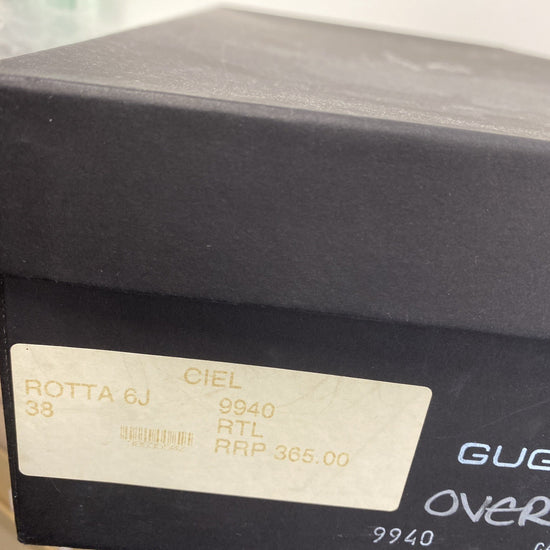 CIEL
ROTTA 6J 9940
38 RTL
RRP 365.00
GUG
OVER
9940